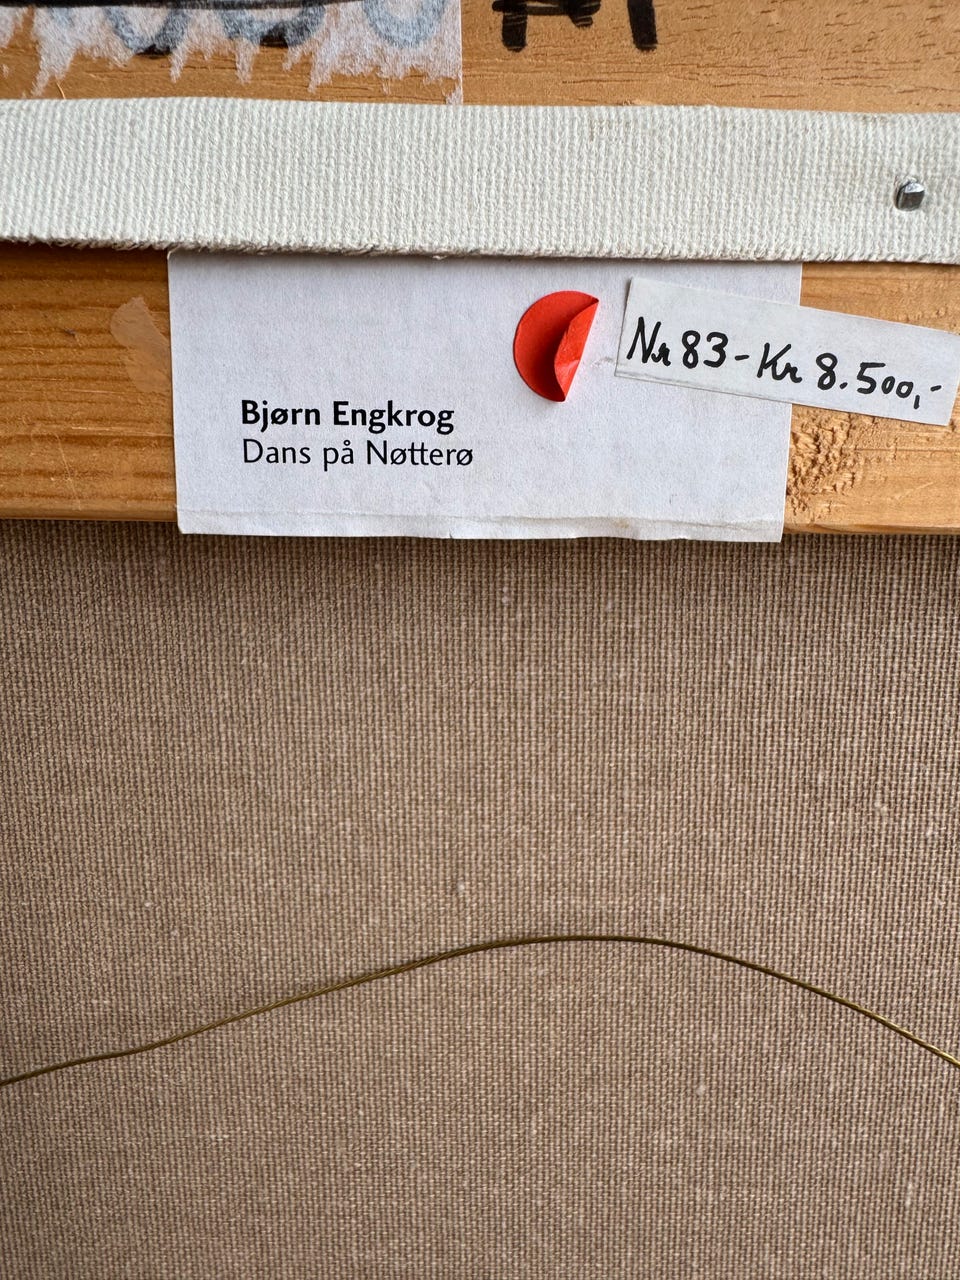 Nr 83 - Kr 8.500,-
Bjørn Engkrog
Dans på Nøtterø